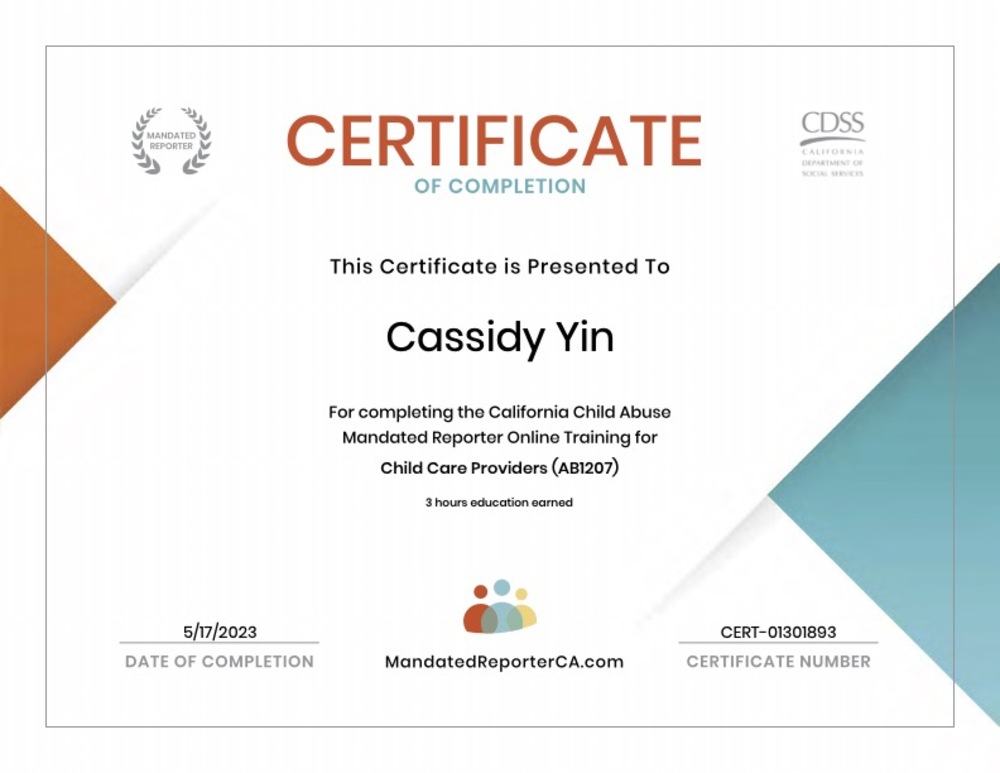 MANDATED
REPORTER
CERTIFICATE
OF COMPLETION
CDSS
CALIFORNIA
DEPARTMENT OF
SOCIAL SERVICES
This Certificate is Presented To
Cassidy Yin
For completing the California Child Abuse
Mandated Reporter Online Training for
Child Care Providers (AB1207)
3 hours education earned
5/17/2023
DATE OF COMPLETION
MandatedReporterCA.com
CERT-01301893
CERTIFICATE NUMBER